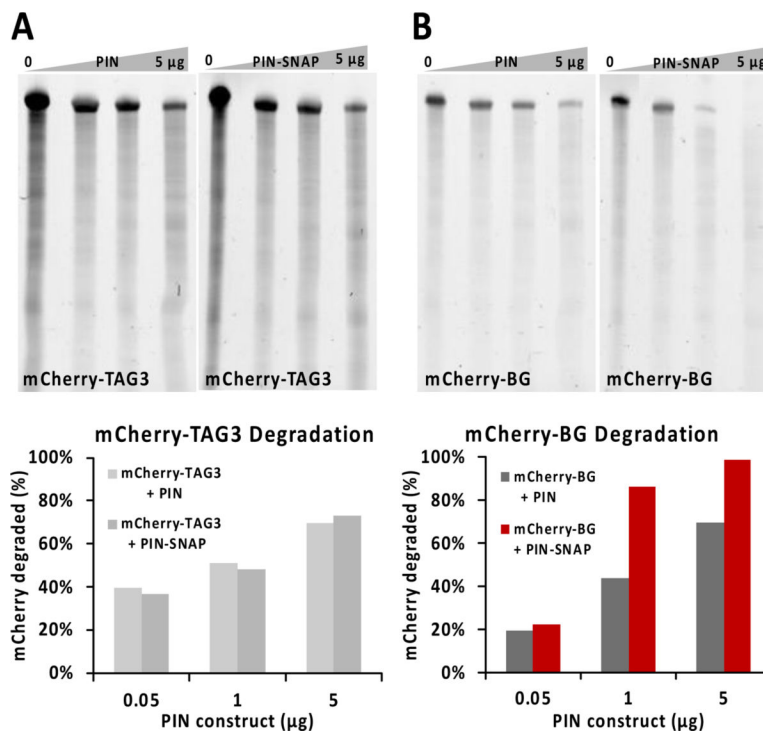 A
B
0 PIN 5 µg
0 PIN-SNAP 5 µg
0 PIN 5 µg
0 PIN-SNAP 5 µg
mCherry-TAG3
mCherry-TAG3
mCherry-BG
mCherry-BG
mCherry-TAG3 Degradation
mCherry degraded (%)
100%
80%
60%
40%
20%
0%
mCherry-TAG3
+ PIN
mCherry-TAG3
+ PIN-SNAP
0.05 1 5
PIN construct (µg)
mCherry-BG Degradation
mCherry degraded (%)
100%
80%
60%
40%
20%
0%
mCherry-BG
+ PIN
mCherry-BG
+ PIN-SNAP
0.05 1 5
PIN construct (µg)